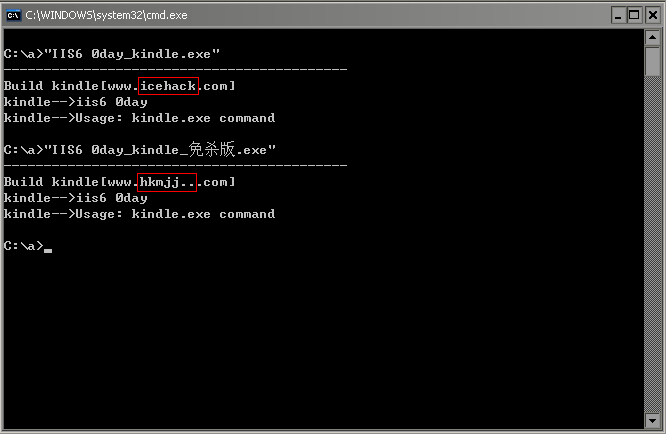 C:\WINDOWS\system32\cmd.exe
C:\a>"IIS6 0day_kindle.exe"
-------------------------------------------
Build kindle[www.icehack.com]
kindle-->iis6 0day
kindle-->Usage: kindle.exe command
C:\a>"IIS6 0day_kindle_免杀版.exe"
-------------------------------------------
Build kindle[www.hkmjj...com]
kindle-->iis6 0day
kindle-->Usage: kindle.exe command
C:\a>_